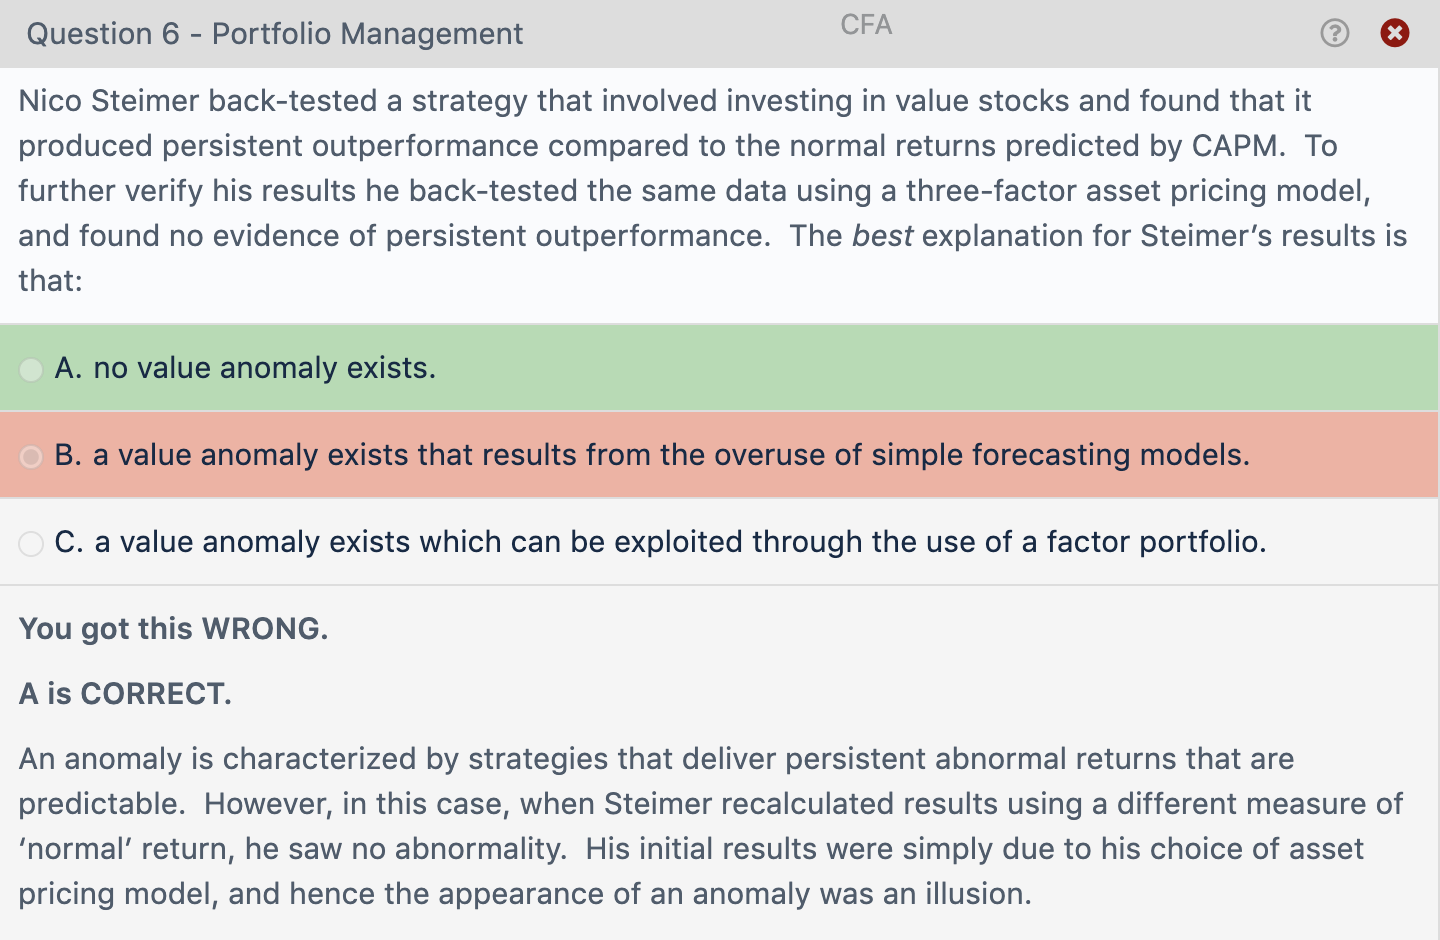 Question 6 - Portfolio Management
CFA
Nico Steimer back-tested a strategy that involved investing in value stocks and found that it
produced persistent outperformance compared to the normal returns predicted by CAPM.  To
further verify his results he back-tested the same data using a three-factor asset pricing model,
and found no evidence of persistent outperformance.  The best explanation for Steimer’s results is
that:
A. no value anomaly exists.
B. a value anomaly exists that results from the overuse of simple forecasting models.
C. a value anomaly exists which can be exploited through the use of a factor portfolio.
You got this WRONG.
A is CORRECT.
An anomaly is characterized by strategies that deliver persistent abnormal returns that are
predictable.  However, in this case, when Steimer recalculated results using a different measure of
‘normal’ return, he saw no abnormality.  His initial results were simply due to his choice of asset
pricing model, and hence the appearance of an anomaly was an illusion.